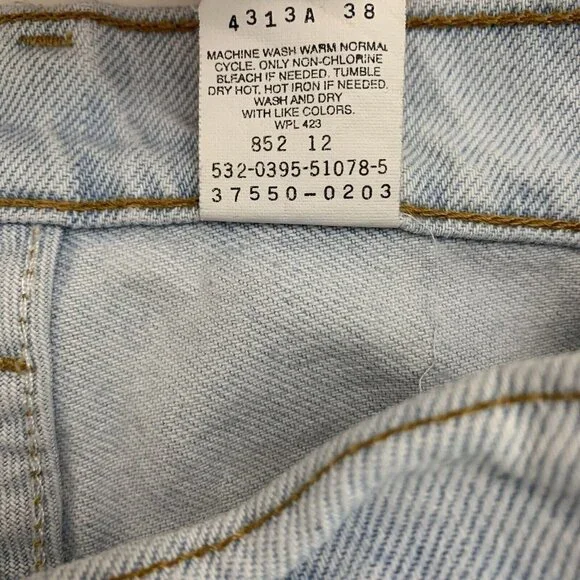 4313A 38
MACHINE WASH WARM NORMAL
CYCLE. ONLY NON-CHLORINE
BLEACH IF NEEDED. TUMBLE
DRY HOT. HOT IRON IF NEEDED.
WASH AND DRY
WITH LIKE COLORS.
WPL 423
852 12
532-0395-51078-5
37550-0203